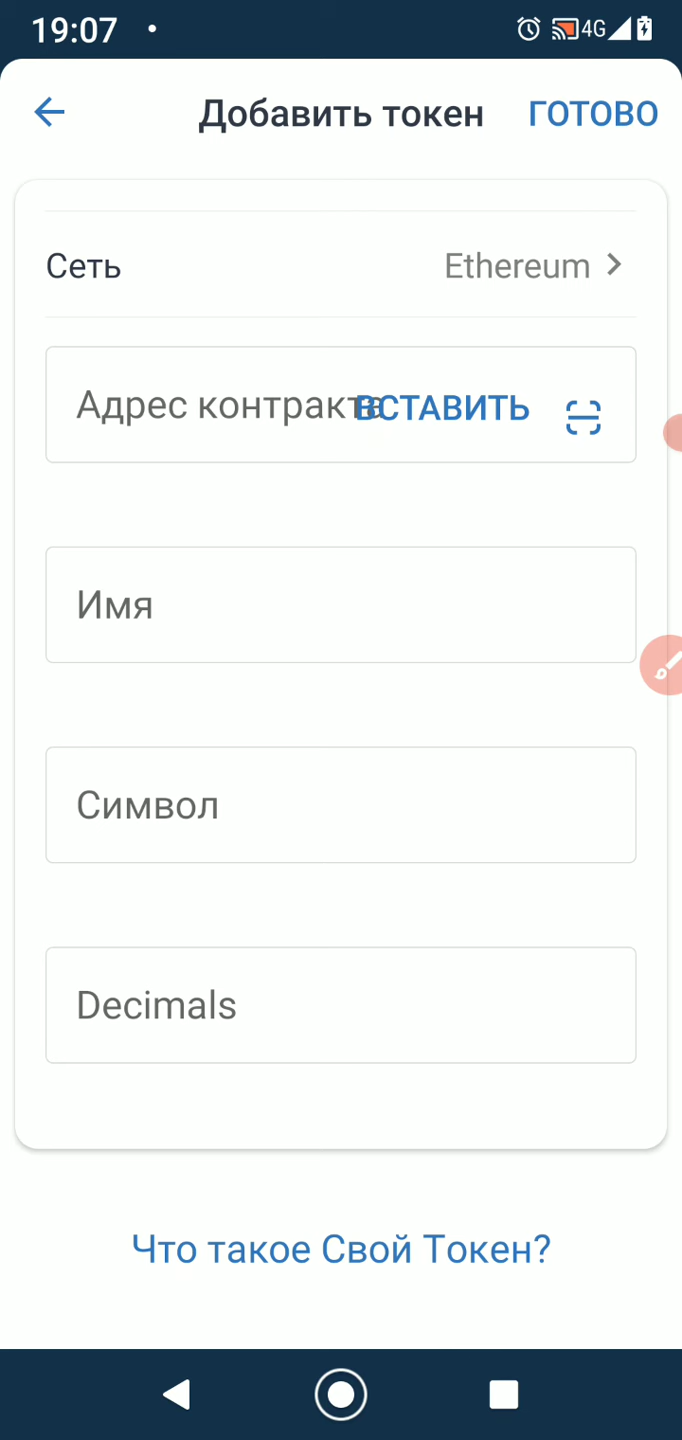 19:07
4G
Добавить токен ГОТОВО
Сеть Ethereum
Адрес контракта ВСТАВИТЬ
Имя
Символ
Decimals
Что такое Свой Токен?